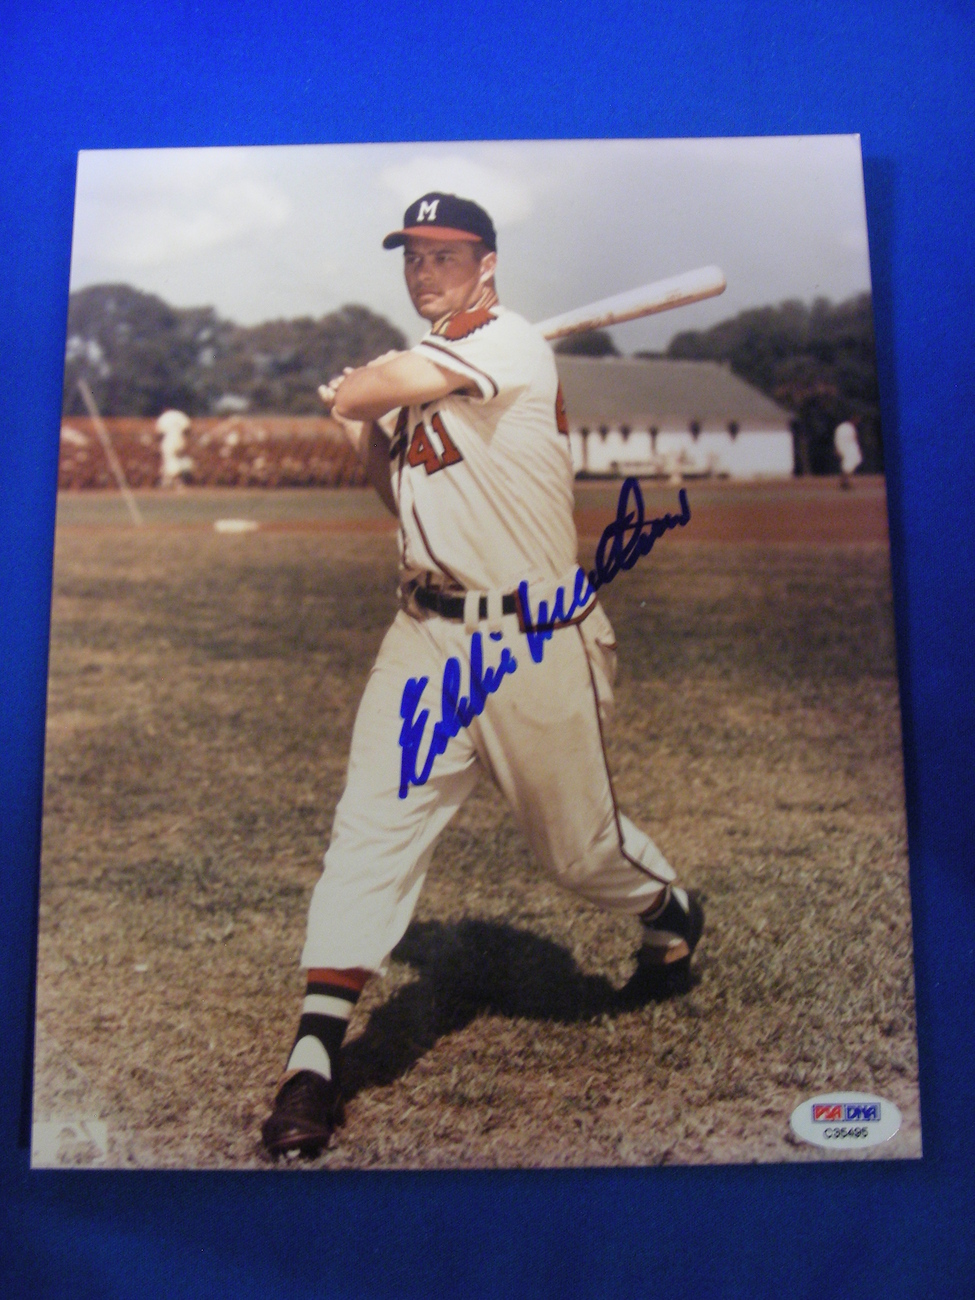 M
41
Eddie Mathews
PSA DNA
C35495